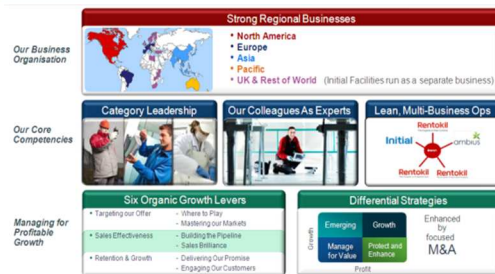 Strong Regional Businesses
Our Business
Organisation
• North America
• Europe
• Asia
• Pacific
• UK & Rest of World (Initial Facilities run as a separate business)
Our Core
Competencies
Category Leadership
Our Colleagues As Experts
Lean, Multi-Business Ops
Rentokil
Initial
ambius
Rentokil
Rentokil
Managing for
Profitable
Growth
Six Organic Growth Levers
• Targeting our Offer
- Where to Play
- Mastering our Markets
• Sales Effectiveness
- Building the Pipeline
- Sales Brilliance
• Retention & Growth
- Delivering Our Promise
- Engaging Our Customers
Differential Strategies
Growth
Emerging
Growth
Manage
for Value
Protect and
Enhance
Profit
Enhanced
by
focused
M&A